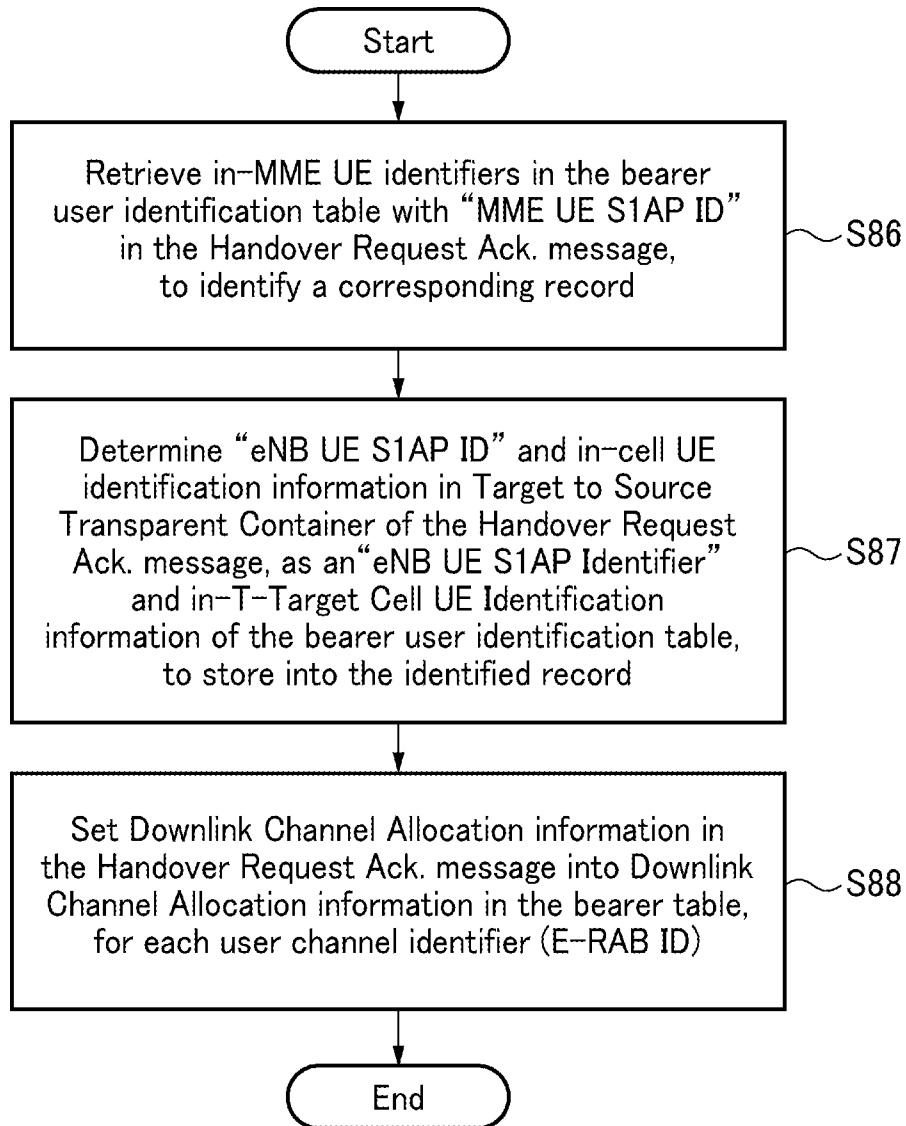 Start
Retrieve in-MME UE identifiers in the bearer
user identification table with “MME UE S1AP ID”
in the Handover Request Ack. message,
to identify a corresponding record
S86
Determine “eNB UE S1AP ID” and in-cell UE
identification information in Target to Source
Transparent Container of the Handover Request
Ack. message, as an“eNB UE S1AP Identifier”
and in-T-Target Cell UE Identification
information of the bearer user identification table,
to store into the identified record
S87
Set Downlink Channel Allocation information in
the Handover Request Ack. message into Downlink
Channel Allocation information in the bearer table,
for each user channel identifier (E-RAB ID)
S88
End